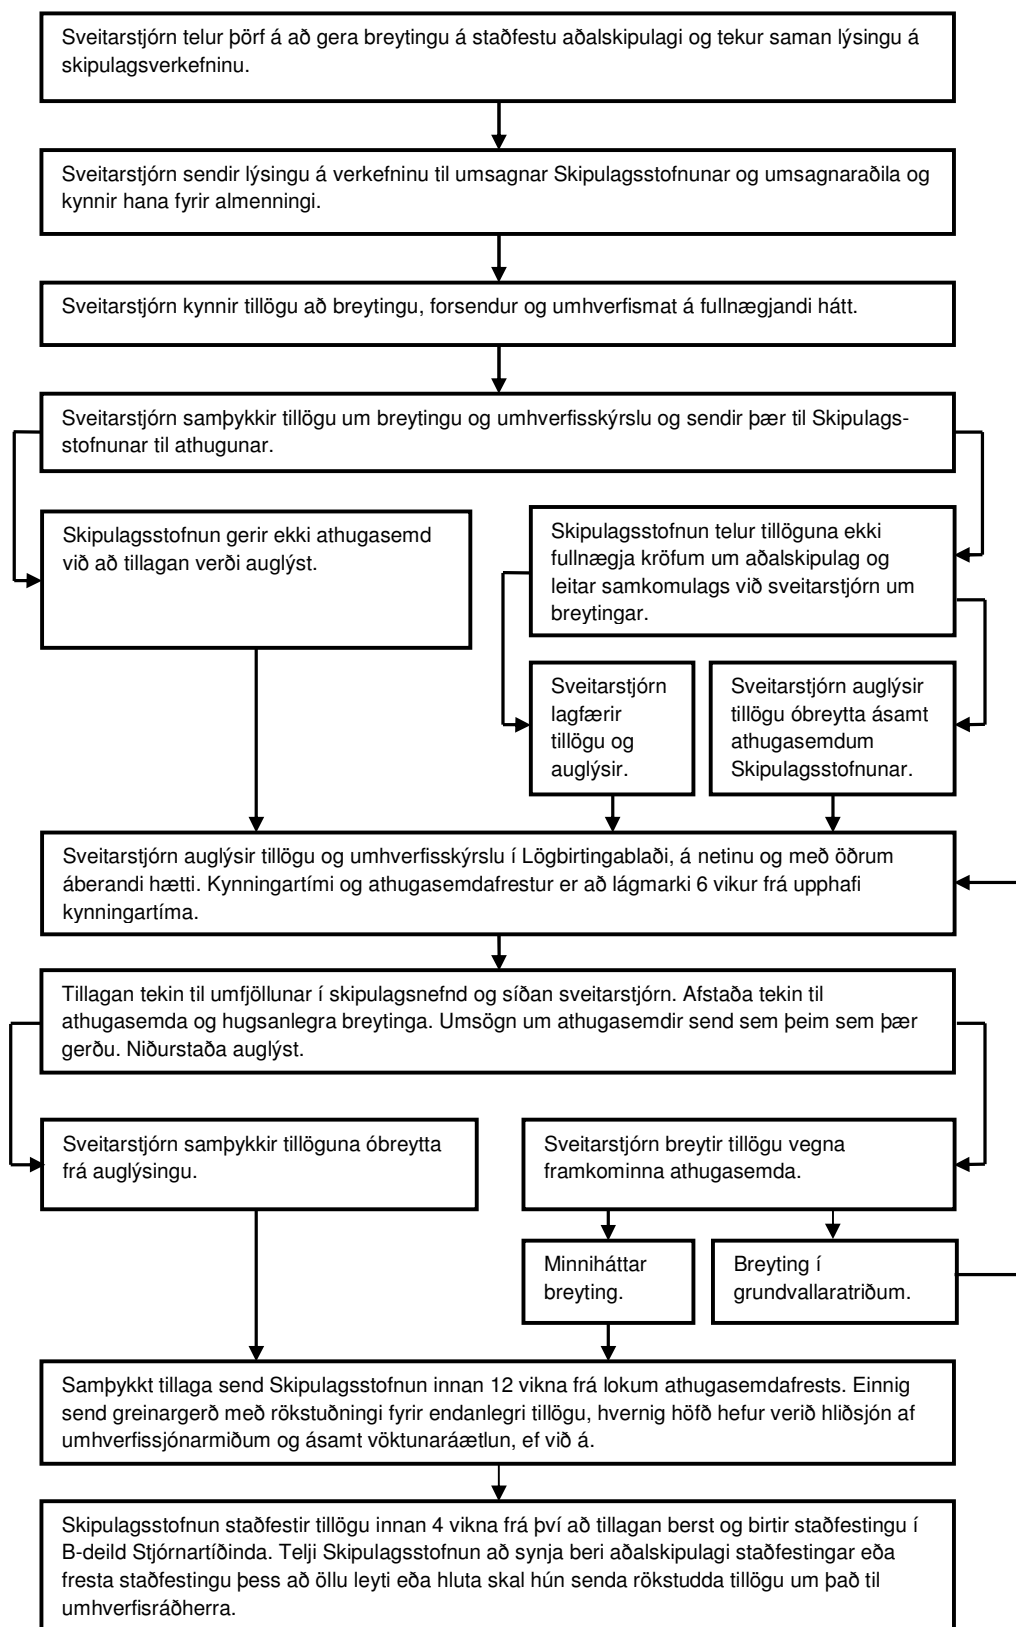 Sveitarstjórn telur þörf á að gera breytingu á staðfestu aðalskipulagi og tekur saman lýsingu á
skipulagsverkefninu.
Sveitarstjórn sendir lýsingu á verkefninu til umsagnar Skipulagsstofnunar og umsagnaraðila og
kynnir hana fyrir almenningi.
Sveitarstjórn kynnir tillögu að breytingu, forsendur og umhverfismat á fullnægjandi hátt.
Sveitarstjórn samþykkir tillögu um breytingu og umhverfisskýrslu og sendir þær til Skipulags-
stofnunar til athugunar.
Skipulagsstofnun gerir ekki athugasemd
við að tillagan verði auglýst.
Skipulagsstofnun telur tillöguna ekki
fullnægja kröfum um aðalskipulag og
leitar samkomulags við sveitarstjórn um
breytingar.
Sveitarstjórn
lagfærir
tillögu og
auglýsir.
Sveitarstjórn auglýsir
tillögu óbreytta ásamt
athugasemdum
Skipulagsstofnunar.
Sveitarstjórn auglýsir tillögu og umhverfisskýrslu í Lögbirtingablaði, á netinu og með öðrum
áberandi hætti. Kynningartími og athugasemdafrestur er að lágmarki 6 vikur frá upphafi
kynningartíma.
Tillagan tekin til umfjöllunar í skipulagsnefnd og síðan sveitarstjórn. Afstaða tekin til
athugasemda og hugsanlegra breytinga. Umsögn um athugasemdir send sem þeim sem þær
gerðu. Niðurstaða auglýst.
Sveitarstjórn samþykkir tillöguna óbreytta
frá auglýsingu.
Sveitarstjórn breytir tillögu vegna
framkominna athugasemda.
Minniháttar
breyting.
Breyting í
grundvallaratriðum.
Samþykkt tillaga send Skipulagsstofnun innan 12 vikna frá lokum athugasemdafrests. Einnig
send greinargerð með rökstuðningi fyrir endanlegri tillögu, hvernig höfð hefur verið hliðsjón af
umhverfissjónarmiðum og ásamt vöktunaráætlun, ef við á.
Skipulagsstofnun staðfestir tillögu innan 4 vikna frá því að tillagan berst og birtir staðfestingu í
B-deild Stjórnartíðinda. Telji Skipulagsstofnun að synja beri aðalskipulagi staðfestingar eða
fresta staðfestingu þess að öllu leyti eða hluta skal hún senda rökstudda tillögu um það til
umhverfisráðherra.